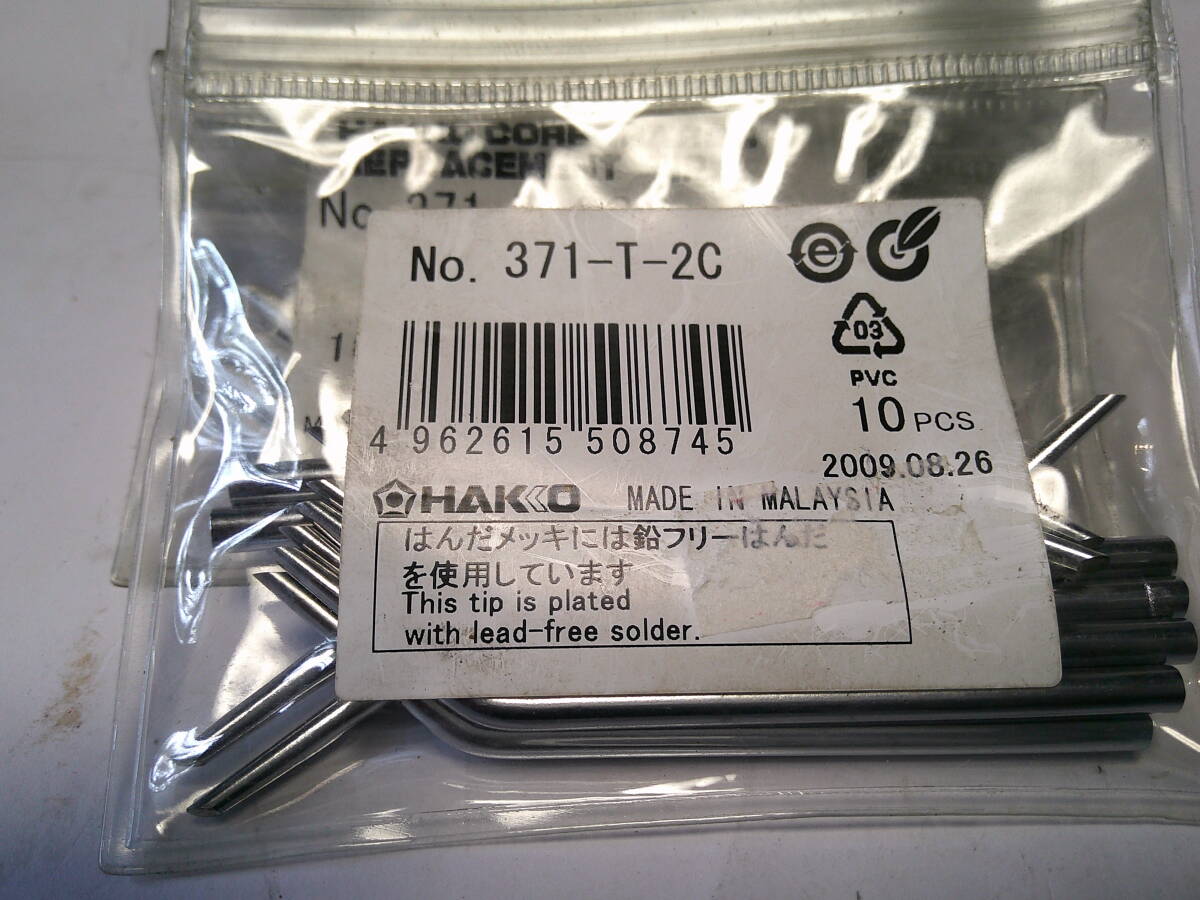 REPLACEMENT
No. 371
No. 371-T-2C
e
03
PVC
10 PCS.
4 962615 508745
2009.08.26
HAKKO MADE IN MALAYSIA
はんだメッキには鉛フリーはんだ
を使用しています
This tip is plated
with lead-free solder.